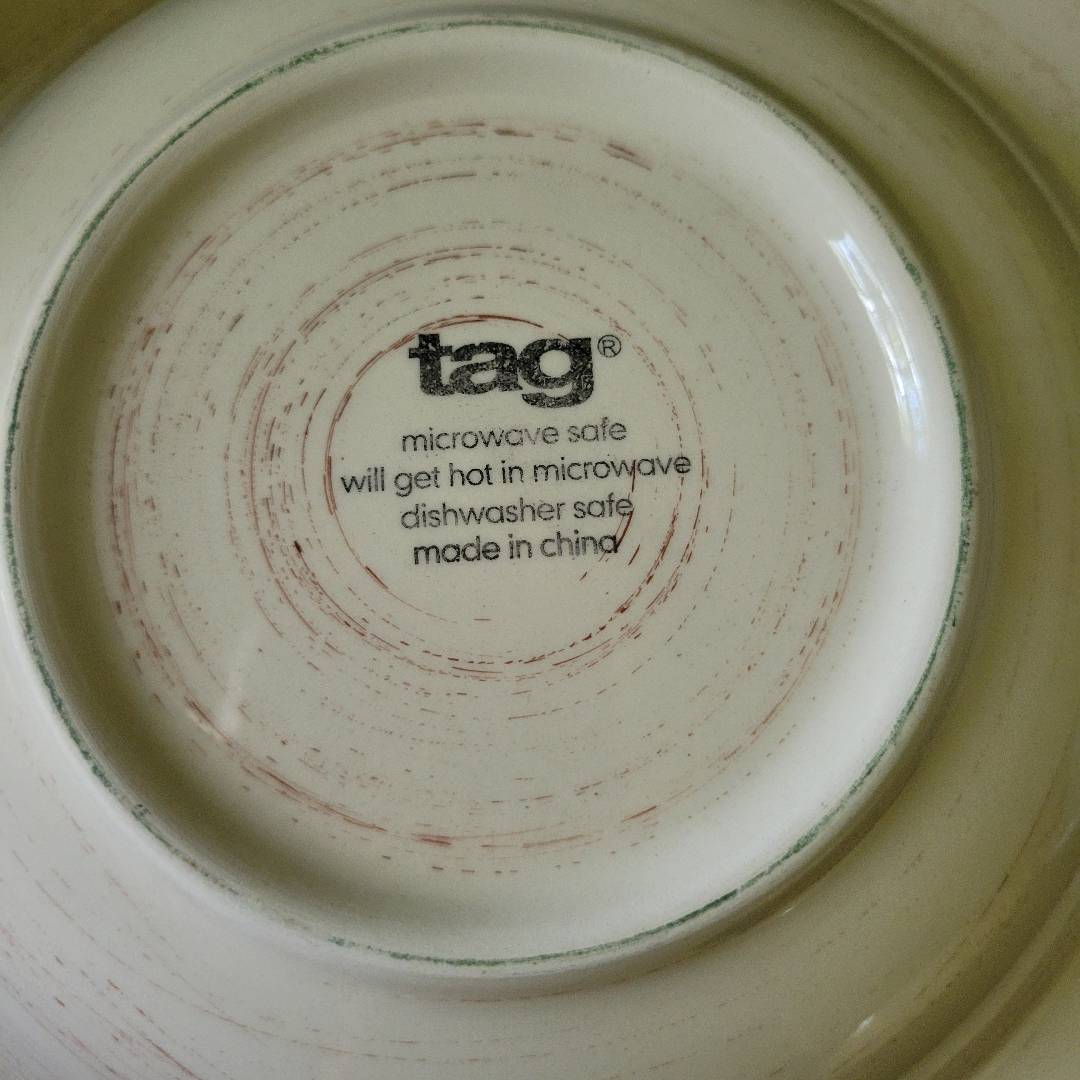 tag®
microwave safe
will get hot in microwave
dishwasher safe
made in china